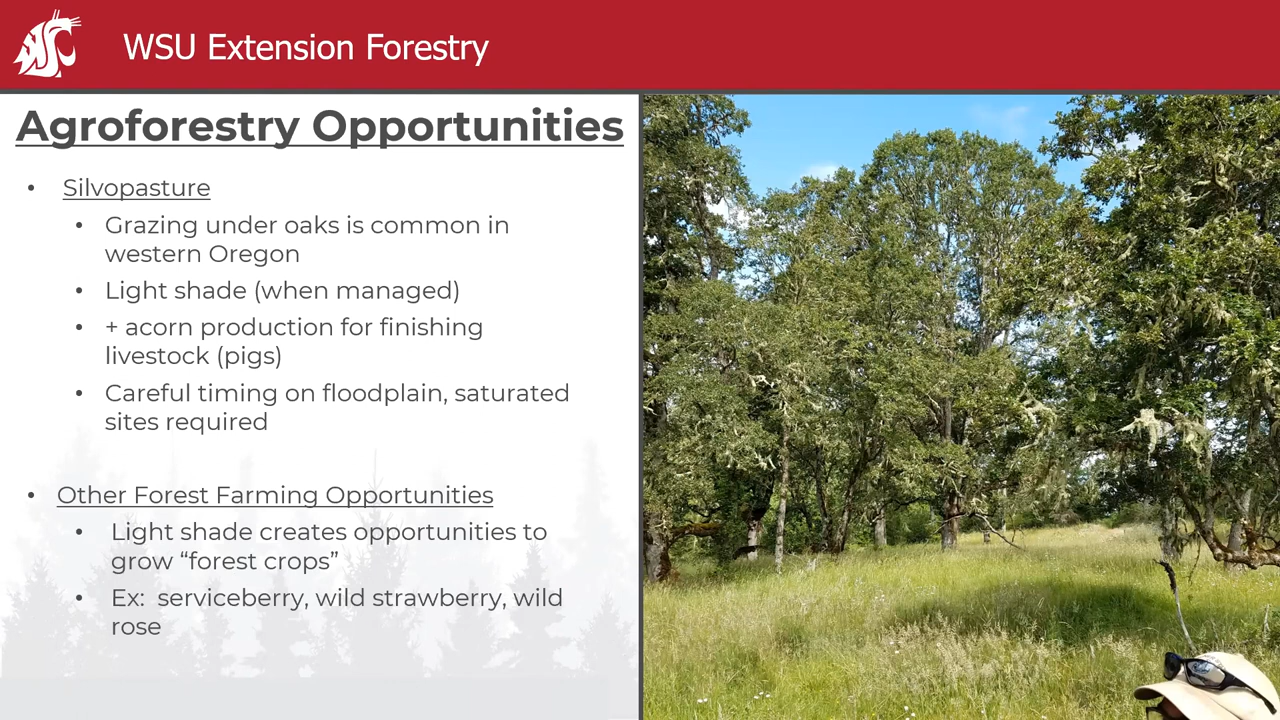 WSU Extension Forestry
Agroforestry Opportunities
• Silvopasture
• Grazing under oaks is common in
western Oregon
• Light shade (when managed)
• + acorn production for finishing
livestock (pigs)
• Careful timing on floodplain, saturated
sites required
• Other Forest Farming Opportunities
• Light shade creates opportunities to
grow “forest crops”
• Ex:  serviceberry, wild strawberry, wild
rose